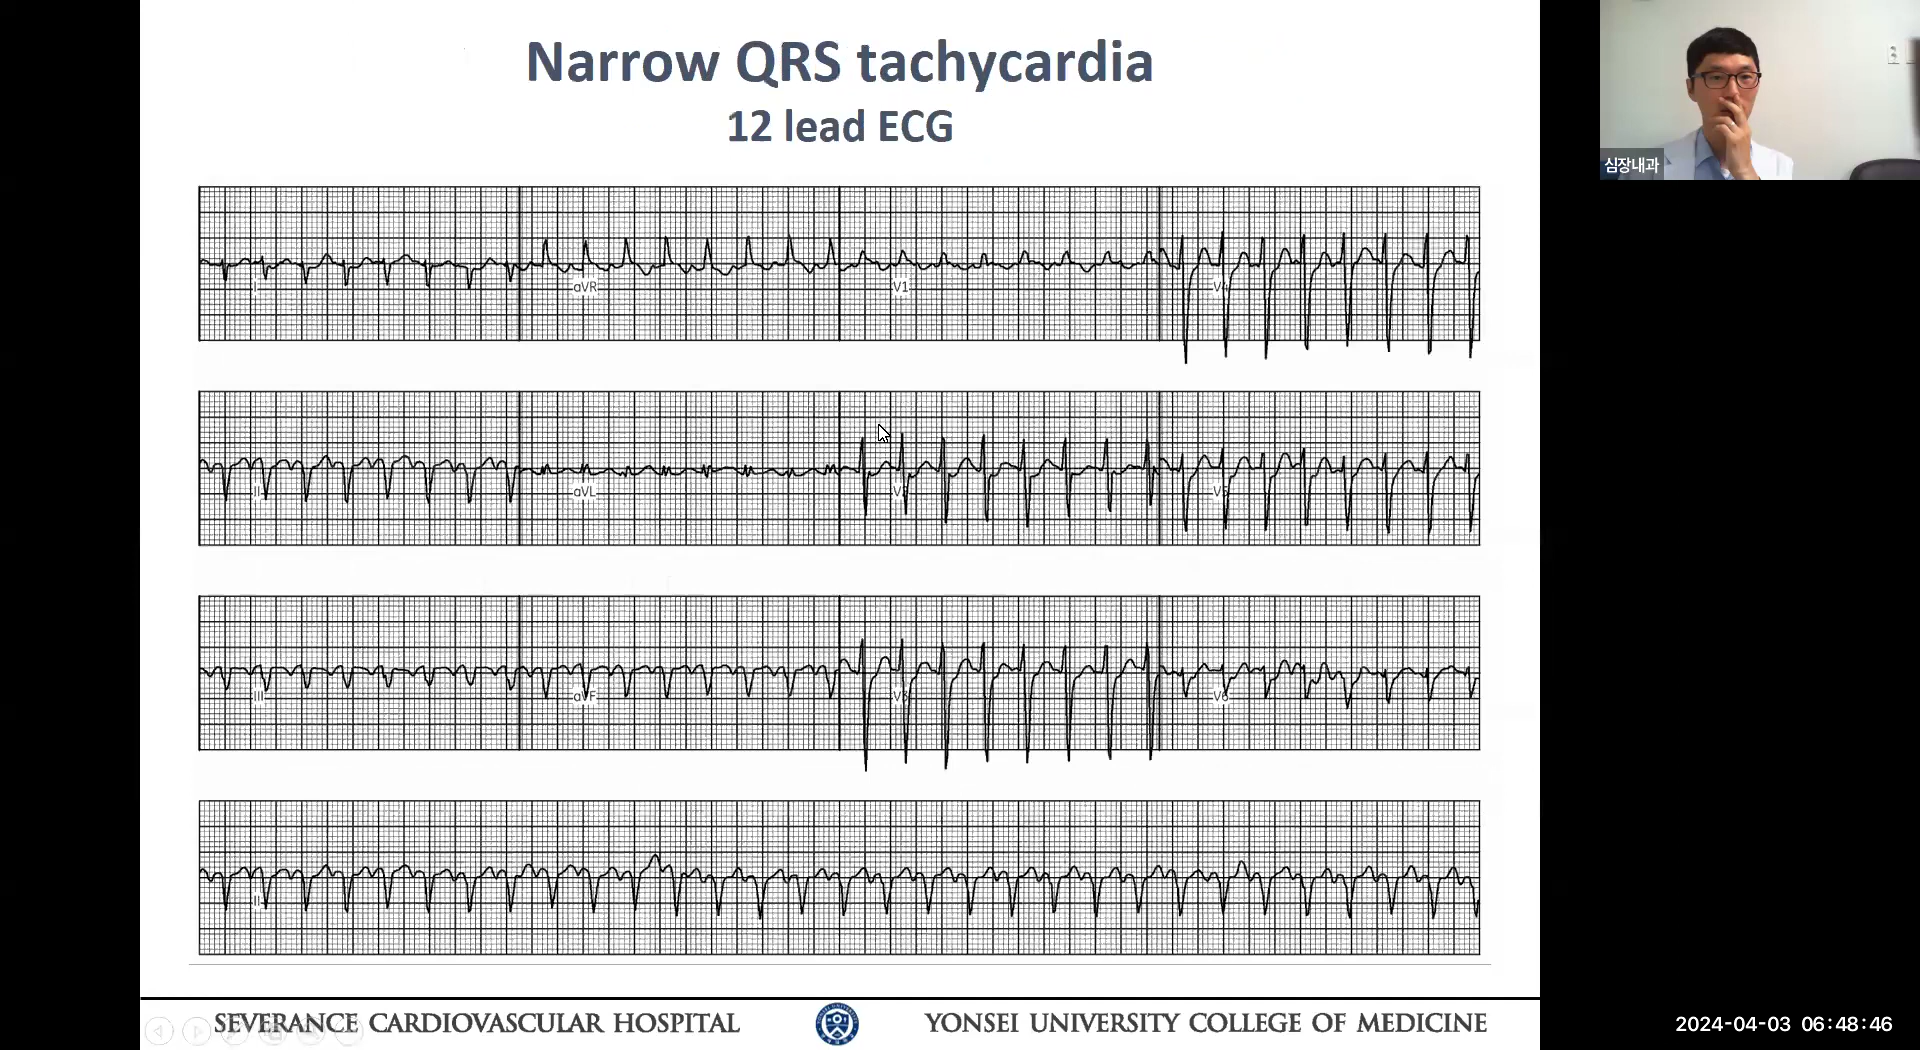 Narrow QRS tachycardia
12 lead ECG
심장내과
I
aVR
V1
V4
II
aVL
V2
V5
III
aVF
V3
V6
II
SEVERANCE CARDIOVASCULAR HOSPITAL
YONSEI UNIVERSITY COLLEGE OF MEDICINE
2024-04-03 06:48:46